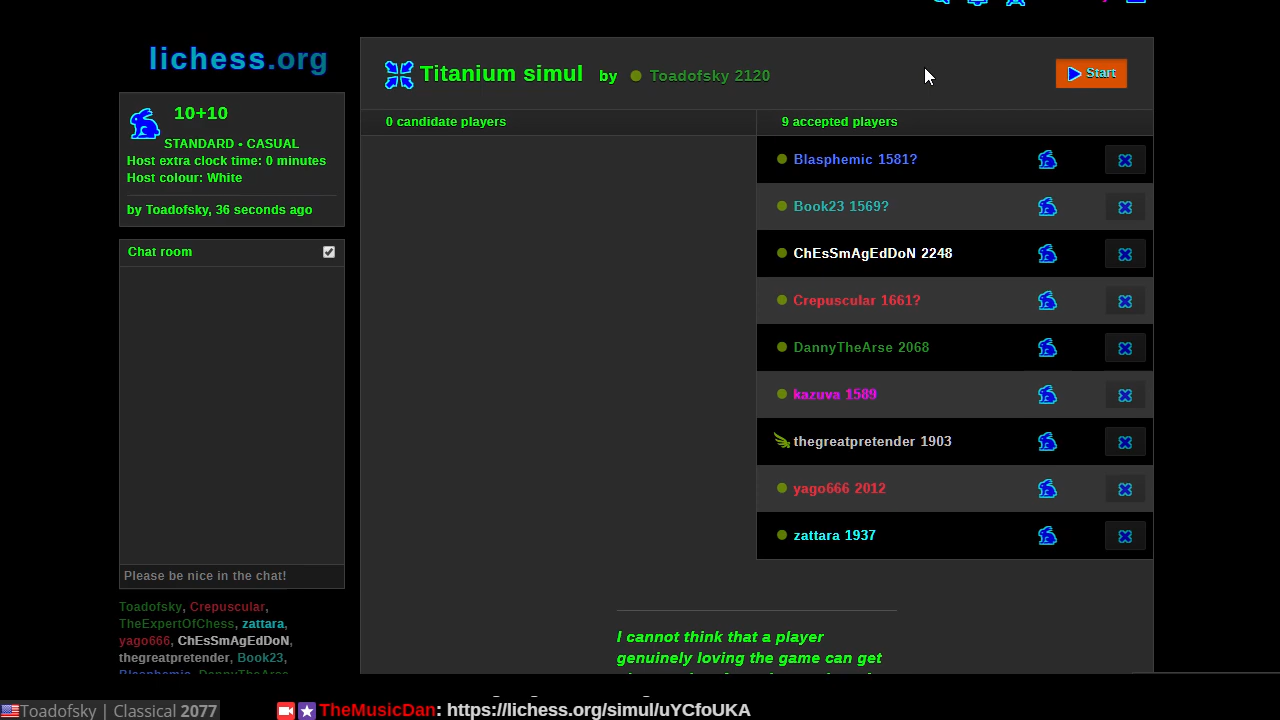 lichess.org
10+10
STANDARD • CASUAL
Host extra clock time: 0 minutes
Host colour: White
by Toadofsky, 36 seconds ago
Chat room
Please be nice in the chat!
Toadofsky, Crepuscular,
TheExpertOfChess, zattara,
yago666, ChEsSmAgEdDoN,
thegreatpretender, Book23,
Blasphemic, DannyTheArse
Titanium simul by Toadofsky 2120
Start
0 candidate players
9 accepted players
Blasphemic 1581?
Book23 1569?
ChEsSmAgEdDoN 2248
Crepuscular 1661?
DannyTheArse 2068
kazuva 1589
thegreatpretender 1903
yago666 2012
zattara 1937
I cannot think that a player
genuinely loving the game can get
Toadofsky | Classical 2077
TheMusicDan: https://lichess.org/simul/uYCfoUKA